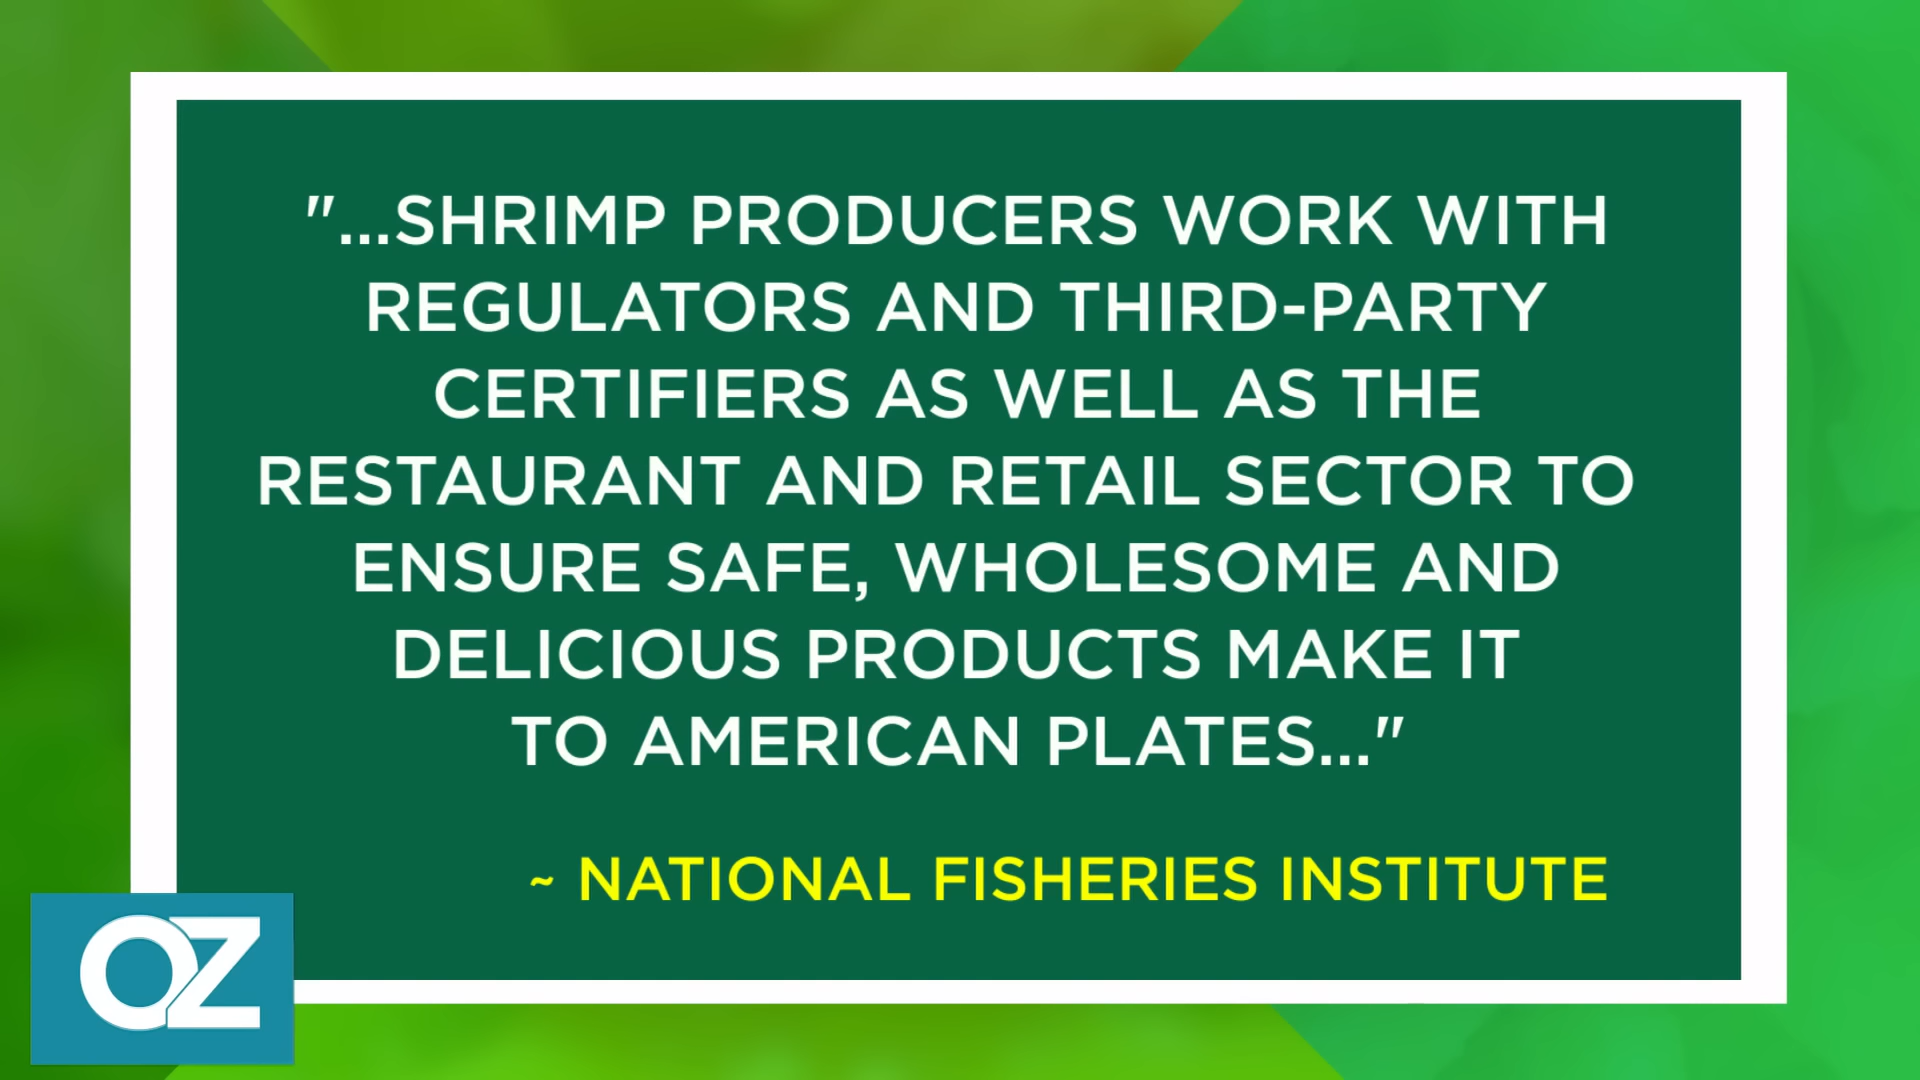 "...SHRIMP PRODUCERS WORK WITH
REGULATORS AND THIRD-PARTY
CERTIFIERS AS WELL AS THE
RESTAURANT AND RETAIL SECTOR TO
ENSURE SAFE, WHOLESOME AND
DELICIOUS PRODUCTS MAKE IT
TO AMERICAN PLATES..."
~ NATIONAL FISHERIES INSTITUTE
OZ